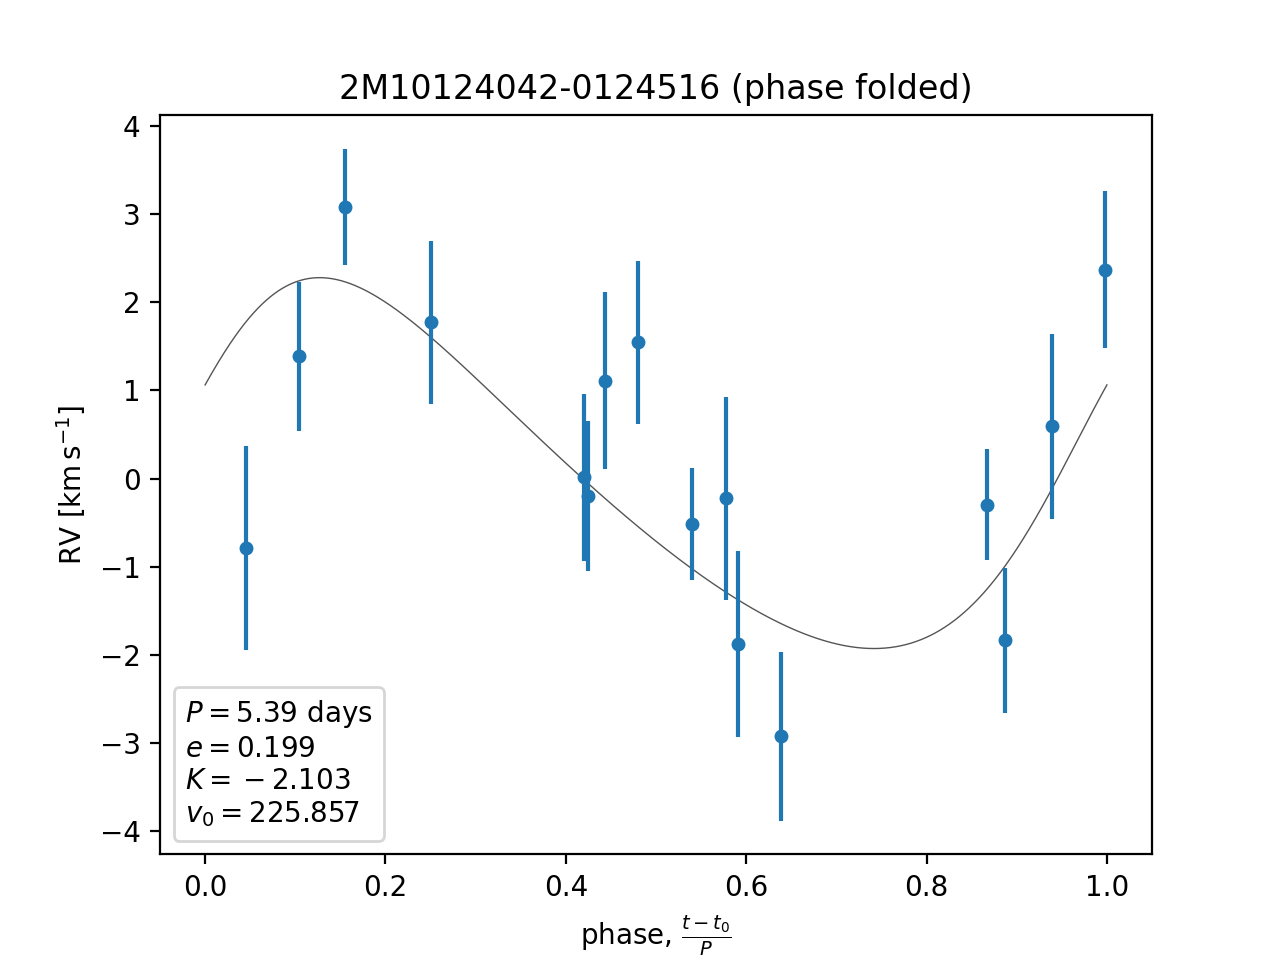 2M10124042-0124516 (phase folded)
RV [km s⁻¹]
4
3
2
1
0
−1
−2
−3
−4
P = 5.39 days
e = 0.199
K = −2.103
v₀ = 225.857
0.0 0.2 0.4 0.6 0.8 1.0
phase, (t − t₀)/P